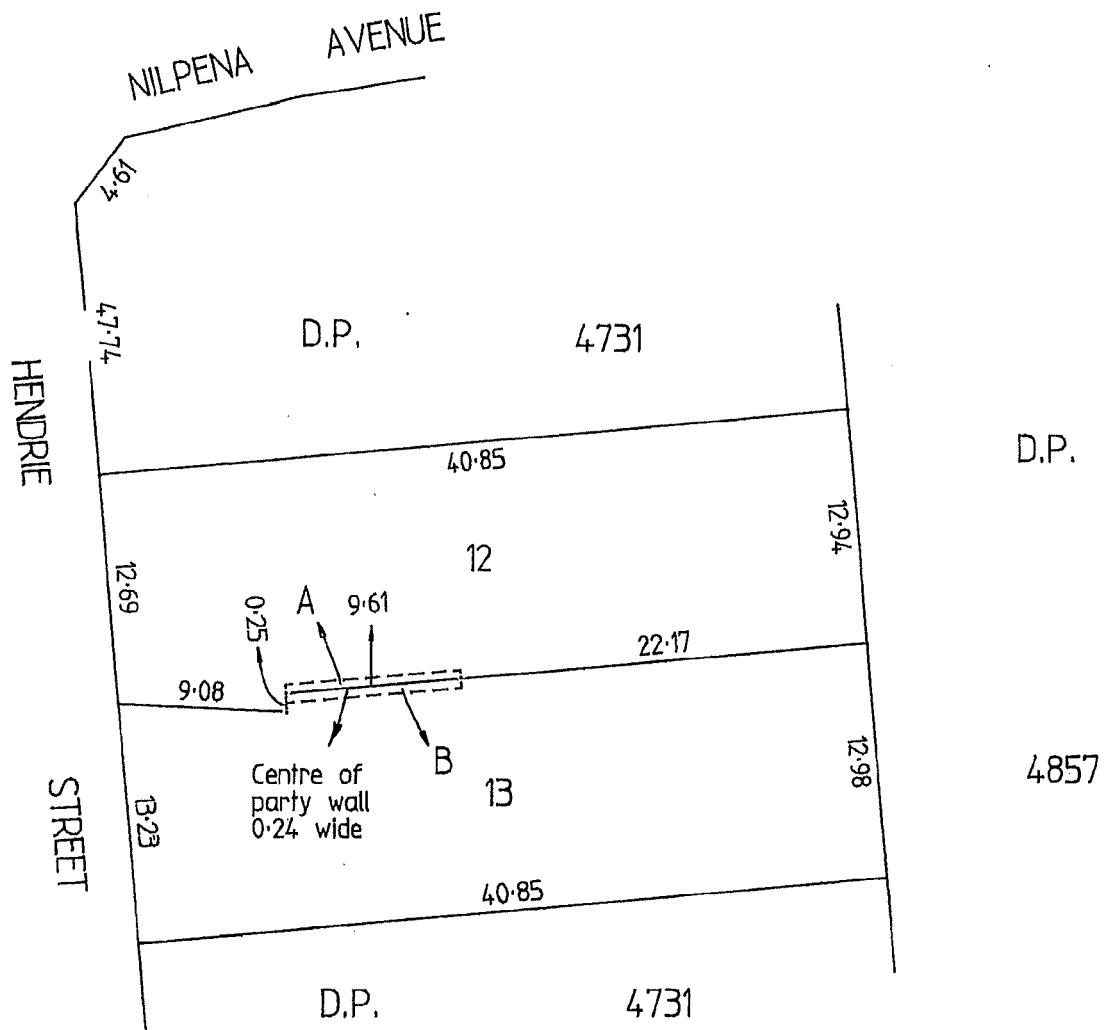 NILPENA AVENUE
4·61
47·74
HENDRIE
D.P. 4731
40·85
D.P.
12·94
12
12·69
0·25
A
9·61
22·17
9·08
B
Centre of
party wall
0·24 wide
13
12·98
4857
STREET
13·23
40·85
D.P. 4731